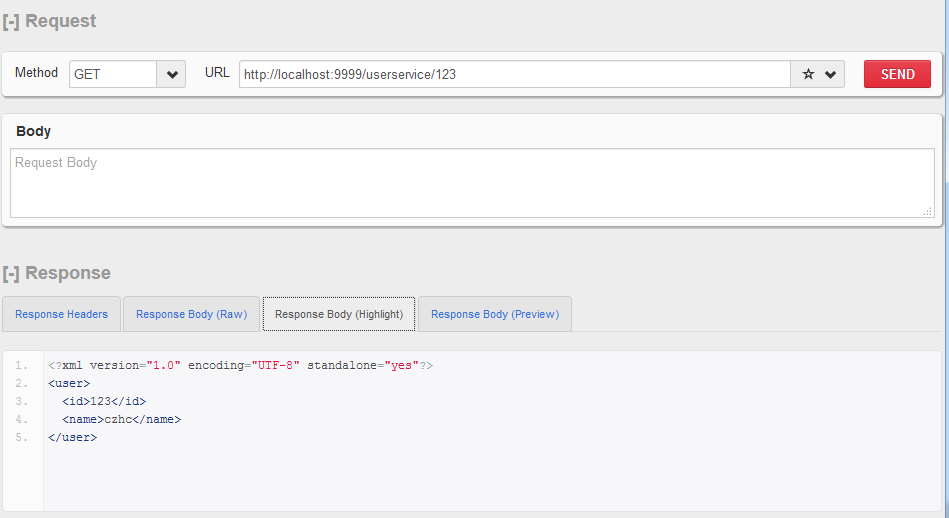 [-] Request
Method GET URL http://localhost:9999/userservice/123 SEND
Body
Request Body
[-] Response
Response Headers Response Body (Raw) Response Body (Highlight) Response Body (Preview)
1. <?xml version="1.0" encoding="UTF-8" standalone="yes"?>
2. <user>
3. <id>123</id>
4. <name>czhc</name>
5. </user>